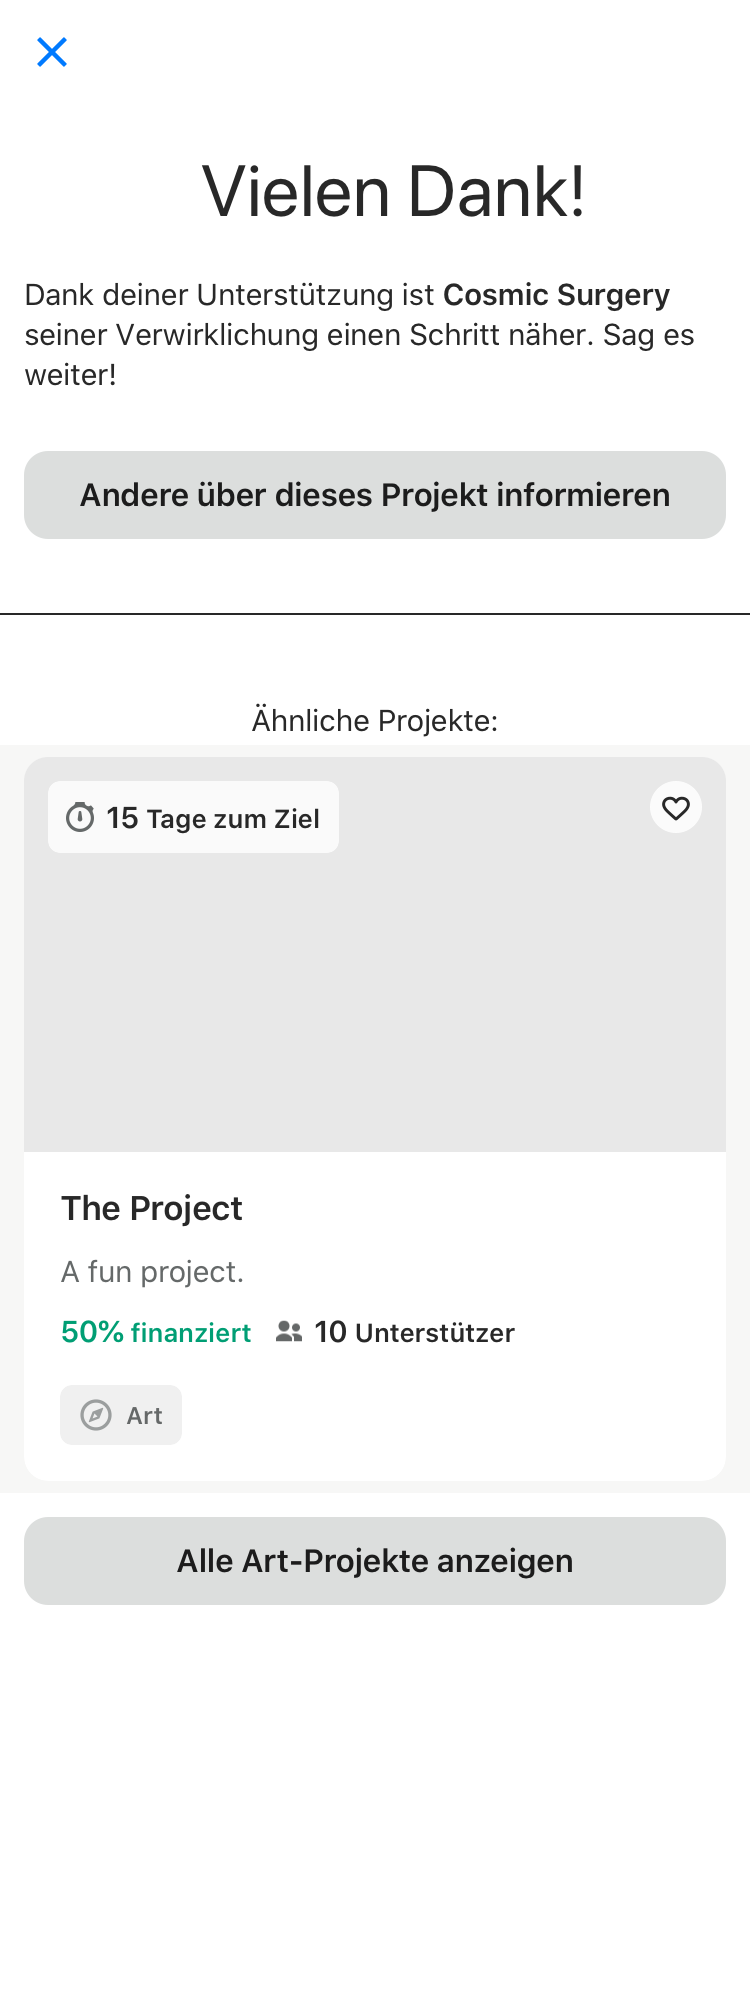 Vielen Dank!
Dank deiner Unterstützung ist Cosmic Surgery
seiner Verwirklichung einen Schritt näher. Sag es
weiter!
Andere über dieses Projekt informieren
Ähnliche Projekte:
15 Tage zum Ziel
The Project
A fun project.
50% finanziert 10 Unterstützer
Art
Alle Art-Projekte anzeigen